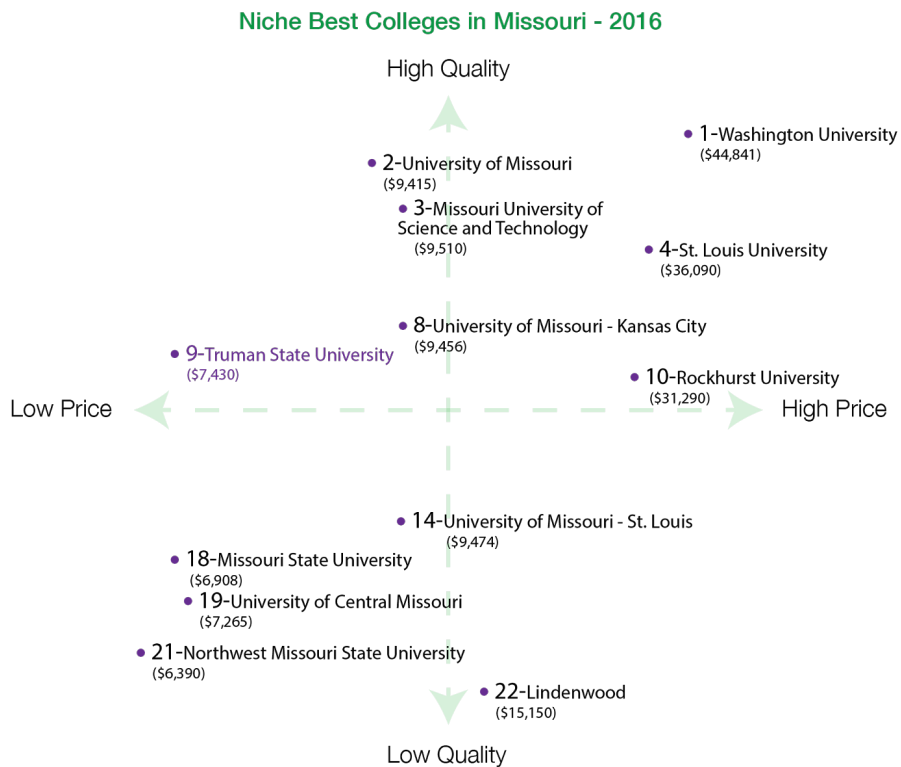 Niche Best Colleges in Missouri - 2016
High Quality
1-Washington University
($44,841)
2-University of Missouri
($9,415)
3-Missouri University of
Science and Technology
($9,510)
4-St. Louis University
($36,090)
8-University of Missouri - Kansas City
($9,456)
9-Truman State University
($7,430)
10-Rockhurst University
($31,290)
Low Price
High Price
14-University of Missouri - St. Louis
($9,474)
18-Missouri State University
($6,908)
19-University of Central Missouri
($7,265)
21-Northwest Missouri State University
($6,390)
22-Lindenwood
($15,150)
Low Quality